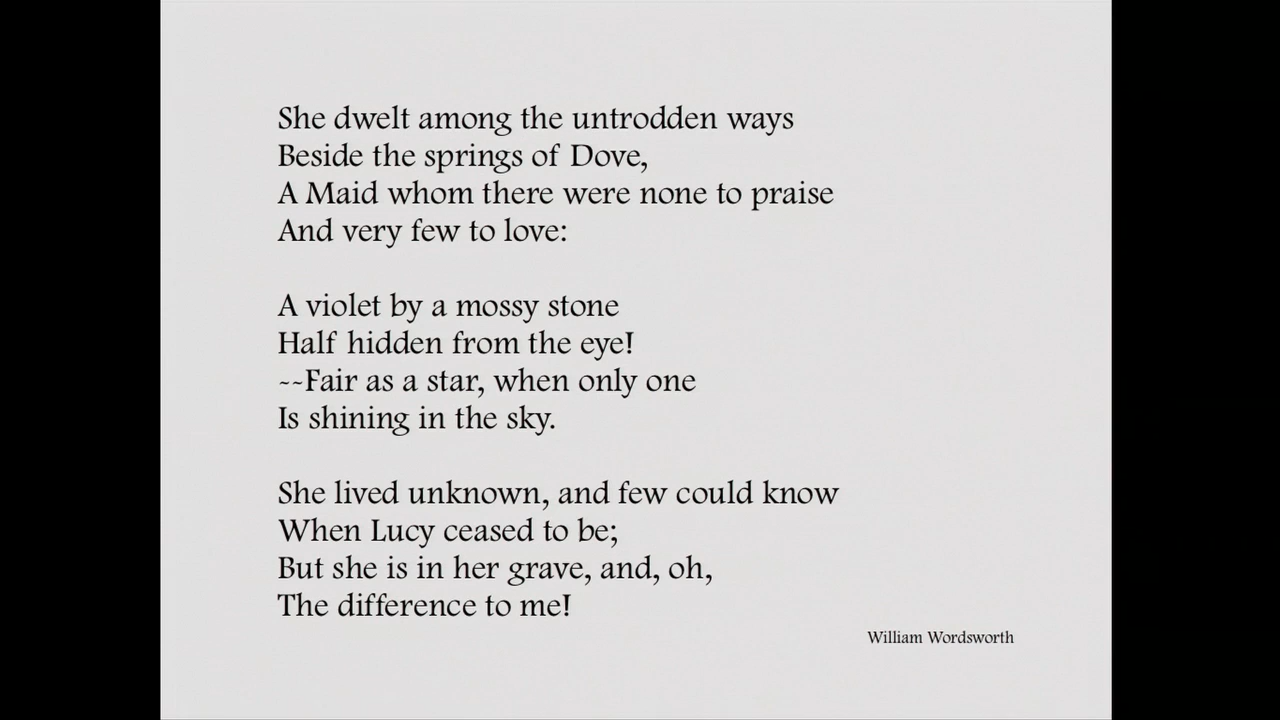 She dwelt among the untrodden ways
Beside the springs of Dove,
A Maid whom there were none to praise
And very few to love:
A violet by a mossy stone
Half hidden from the eye!
--Fair as a star, when only one
Is shining in the sky.
She lived unknown, and few could know
When Lucy ceased to be;
But she is in her grave, and, oh,
The difference to me!
William Wordsworth